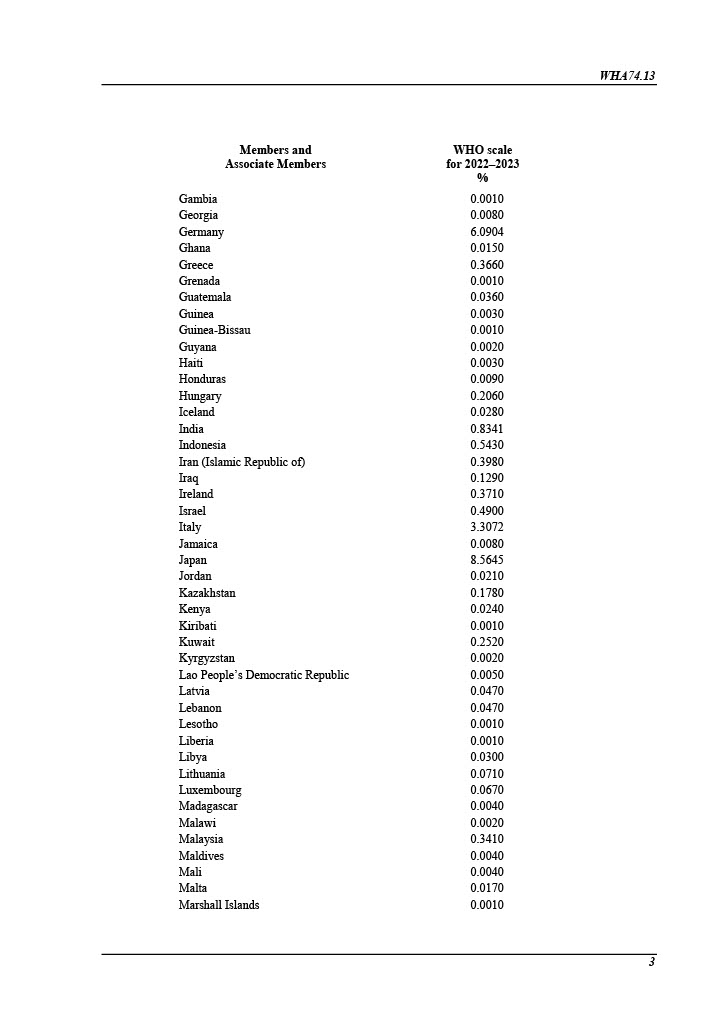 WHA74.13
Members and Associate Members
WHO scale for 2022–2023 %
Gambia 0.0010
Georgia 0.0080
Germany 6.0904
Ghana 0.0150
Greece 0.3660
Grenada 0.0010
Guatemala 0.0360
Guinea 0.0030
Guinea-Bissau 0.0010
Guyana 0.0020
Haiti 0.0030
Honduras 0.0090
Hungary 0.2060
Iceland 0.0280
India 0.8341
Indonesia 0.5430
Iran (Islamic Republic of) 0.3980
Iraq 0.1290
Ireland 0.3710
Israel 0.4900
Italy 3.3072
Jamaica 0.0080
Japan 8.5645
Jordan 0.0210
Kazakhstan 0.1780
Kenya 0.0240
Kiribati 0.0010
Kuwait 0.2520
Kyrgyzstan 0.0020
Lao People’s Democratic Republic 0.0050
Latvia 0.0470
Lebanon 0.0470
Lesotho 0.0010
Liberia 0.0010
Libya 0.0300
Lithuania 0.0710
Luxembourg 0.0670
Madagascar 0.0040
Malawi 0.0020
Malaysia 0.3410
Maldives 0.0040
Mali 0.0040
Malta 0.0170
Marshall Islands 0.0010
3